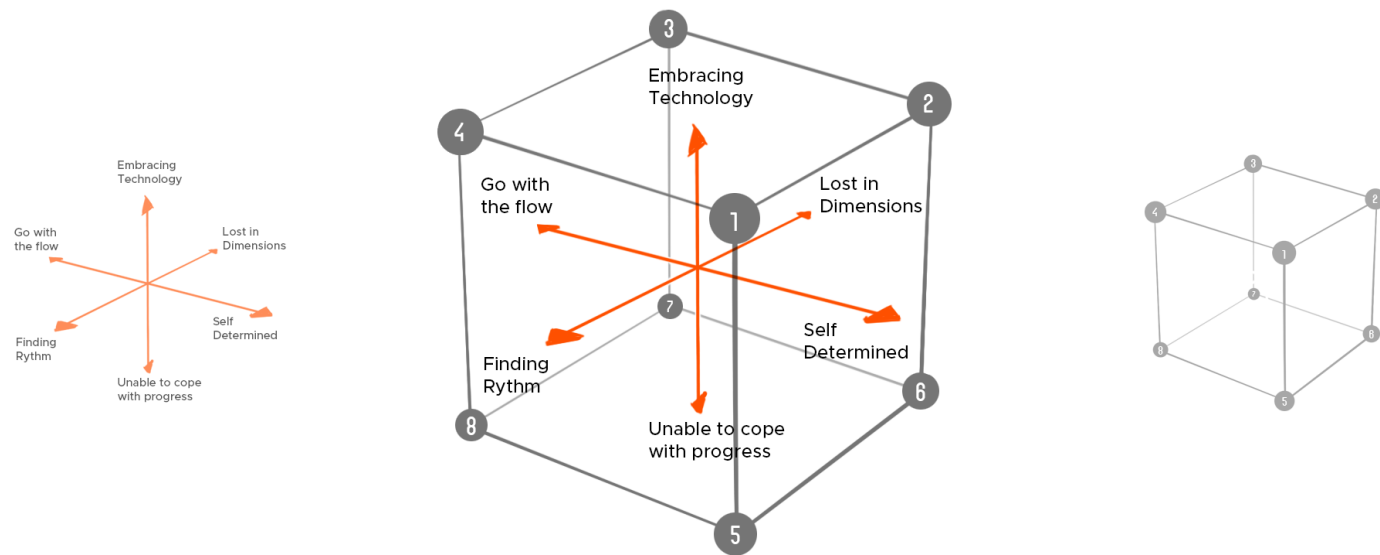 Embracing
Technology
Go with
the flow
Lost in
Dimensions
Finding
Rythm
Self
Determined
Unable to cope
with progress
3
2
4
Embracing
Technology
Go with
the flow
1
Lost in
Dimensions
7
Finding
Rythm
Self
Determined
6
8
Unable to cope
with progress
5
3
2
4
1
7
6
8
5